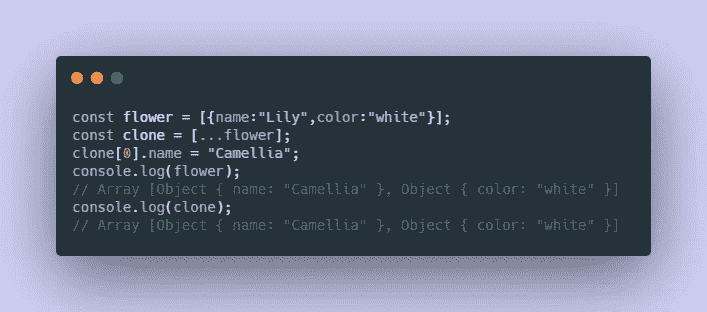 const flower = [{name:"Lily",color:"white"}];
const clone = [...flower];
clone[0].name = "Camellia";
console.log(flower);
// Array [Object { name: "Camellia" }, Object { color: "white" }]
console.log(clone);
// Array [Object { name: "Camellia" }, Object { color: "white" }]